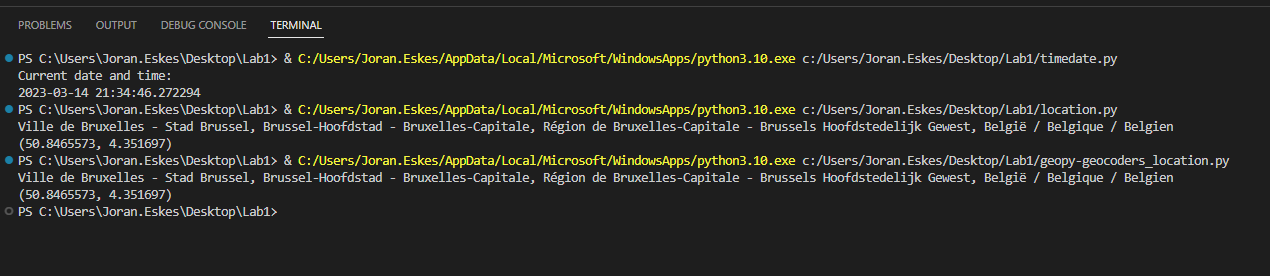 PROBLEMS OUTPUT DEBUG CONSOLE TERMINAL
PS C:\Users\Joran.Eskes\Desktop\Lab1> & C:/Users/Joran.Eskes/AppData/Local/Microsoft/WindowsApps/python3.10.exe c:/Users/Joran.Eskes/Desktop/Lab1/timedate.py
Current date and time:
2023-03-14 21:34:46.272294
PS C:\Users\Joran.Eskes\Desktop\Lab1> & C:/Users/Joran.Eskes/AppData/Local/Microsoft/WindowsApps/python3.10.exe c:/Users/Joran.Eskes/Desktop/Lab1/location.py
Ville de Bruxelles - Stad Brussel, Brussel-Hoofdstad - Bruxelles-Capitale, Région de Bruxelles-Capitale - Brussels Hoofdstedelijk Gewest, België / Belgique / Belgien
(50.8465573, 4.351697)
PS C:\Users\Joran.Eskes\Desktop\Lab1> & C:/Users/Joran.Eskes/AppData/Local/Microsoft/WindowsApps/python3.10.exe c:/Users/Joran.Eskes/Desktop/Lab1/geopy-geocoders_location.py
Ville de Bruxelles - Stad Brussel, Brussel-Hoofdstad - Bruxelles-Capitale, Région de Bruxelles-Capitale - Brussels Hoofdstedelijk Gewest, België / Belgique / Belgien
(50.8465573, 4.351697)
PS C:\Users\Joran.Eskes\Desktop\Lab1>